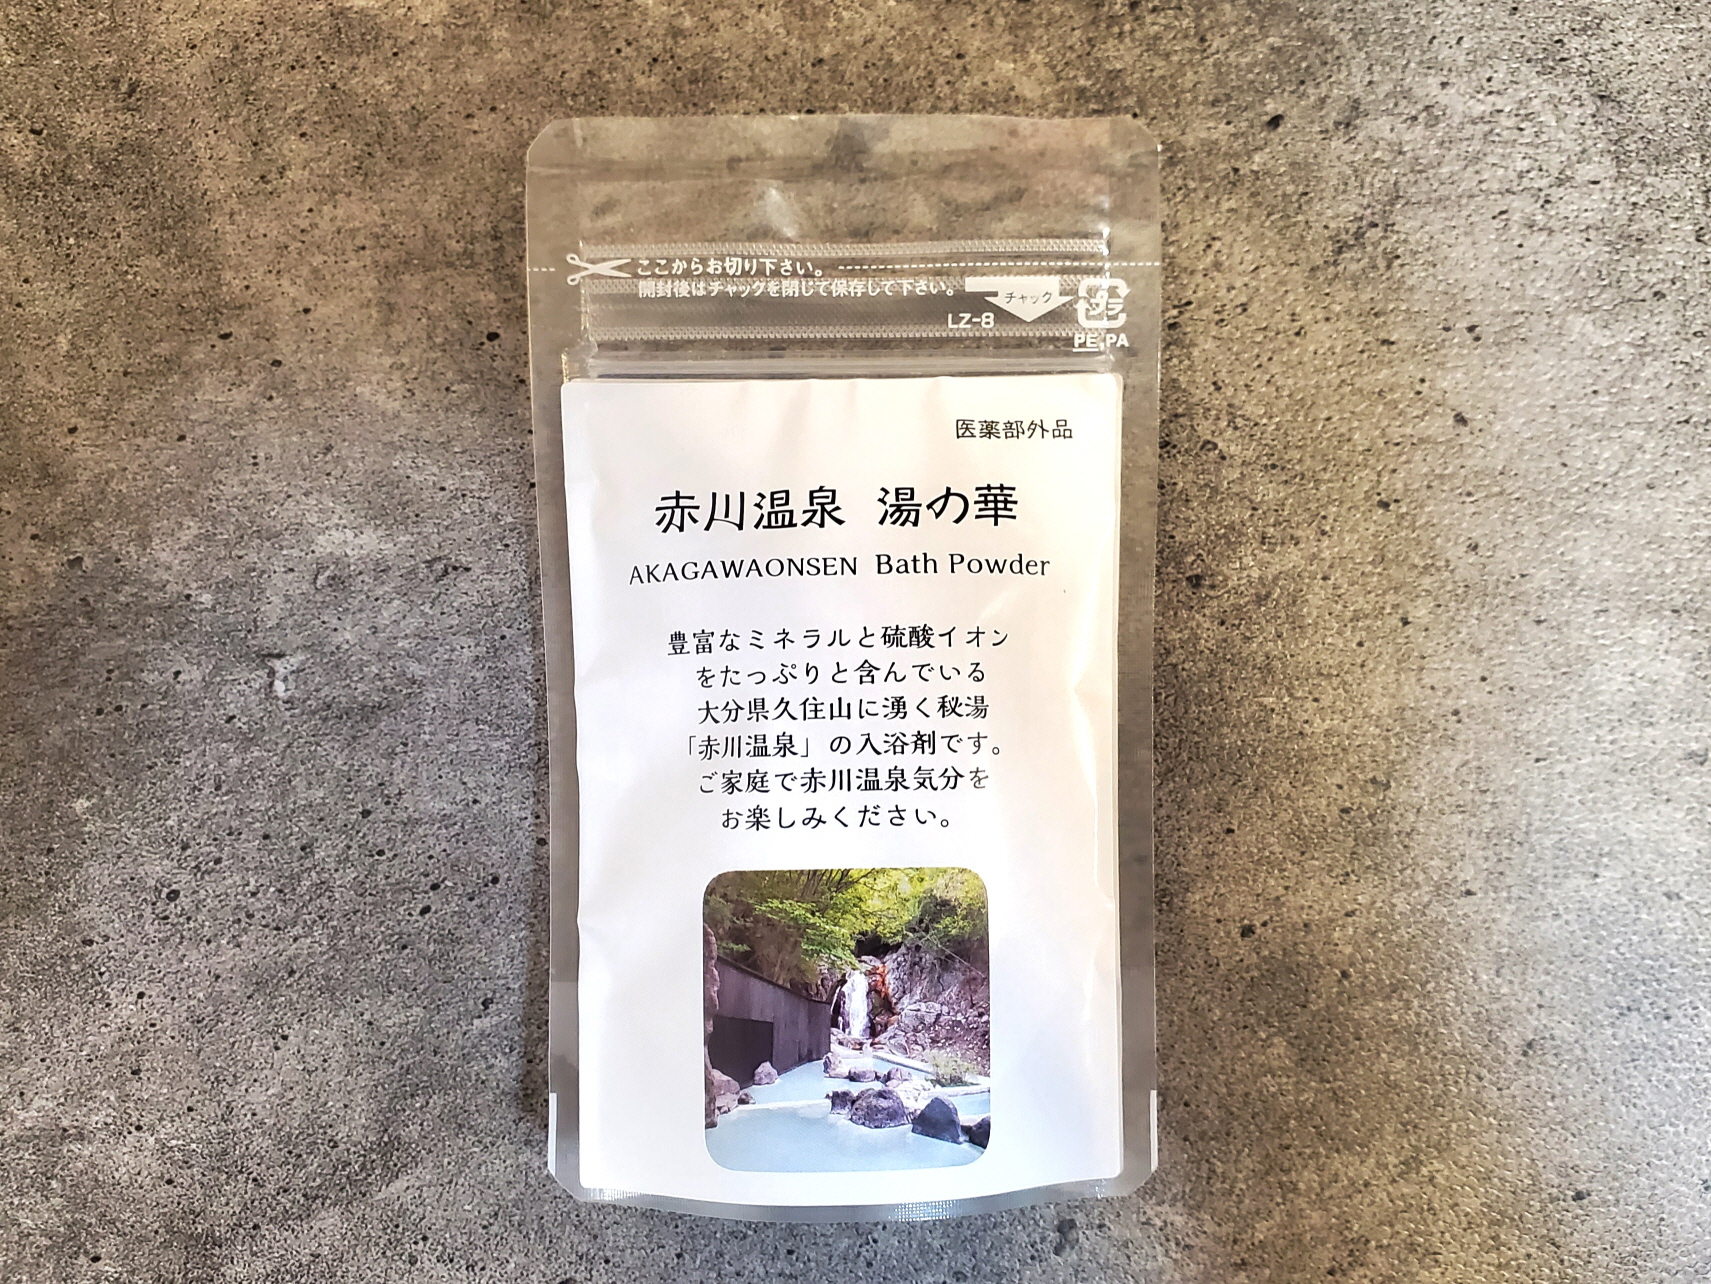 ここからお切り下さい。
開封後はチャックを閉じて保存して下さい。
チャック
LZ-8
プラ
PE,PA
医薬部外品
赤川温泉 湯の華
AKAGAWAONSEN Bath Powder
豊富なミネラルと硫酸イオン
をたっぷりと含んでいる
大分県久住山に湧く秘湯
「赤川温泉」の入浴剤です。
ご家庭で赤川温泉気分を
お楽しみください。